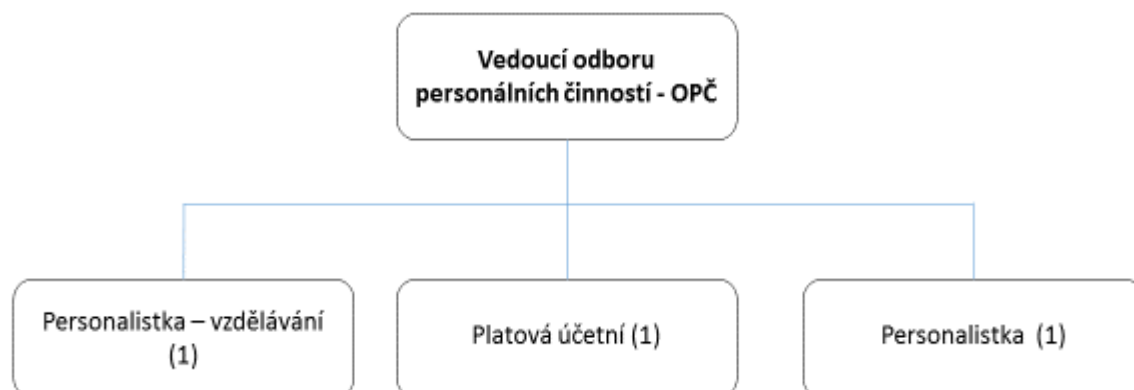 Vedoucí odboru
personálních činností - OPČ
Personalistka – vzdělávání
(1)
Platová účetní (1)
Personalistka (1)